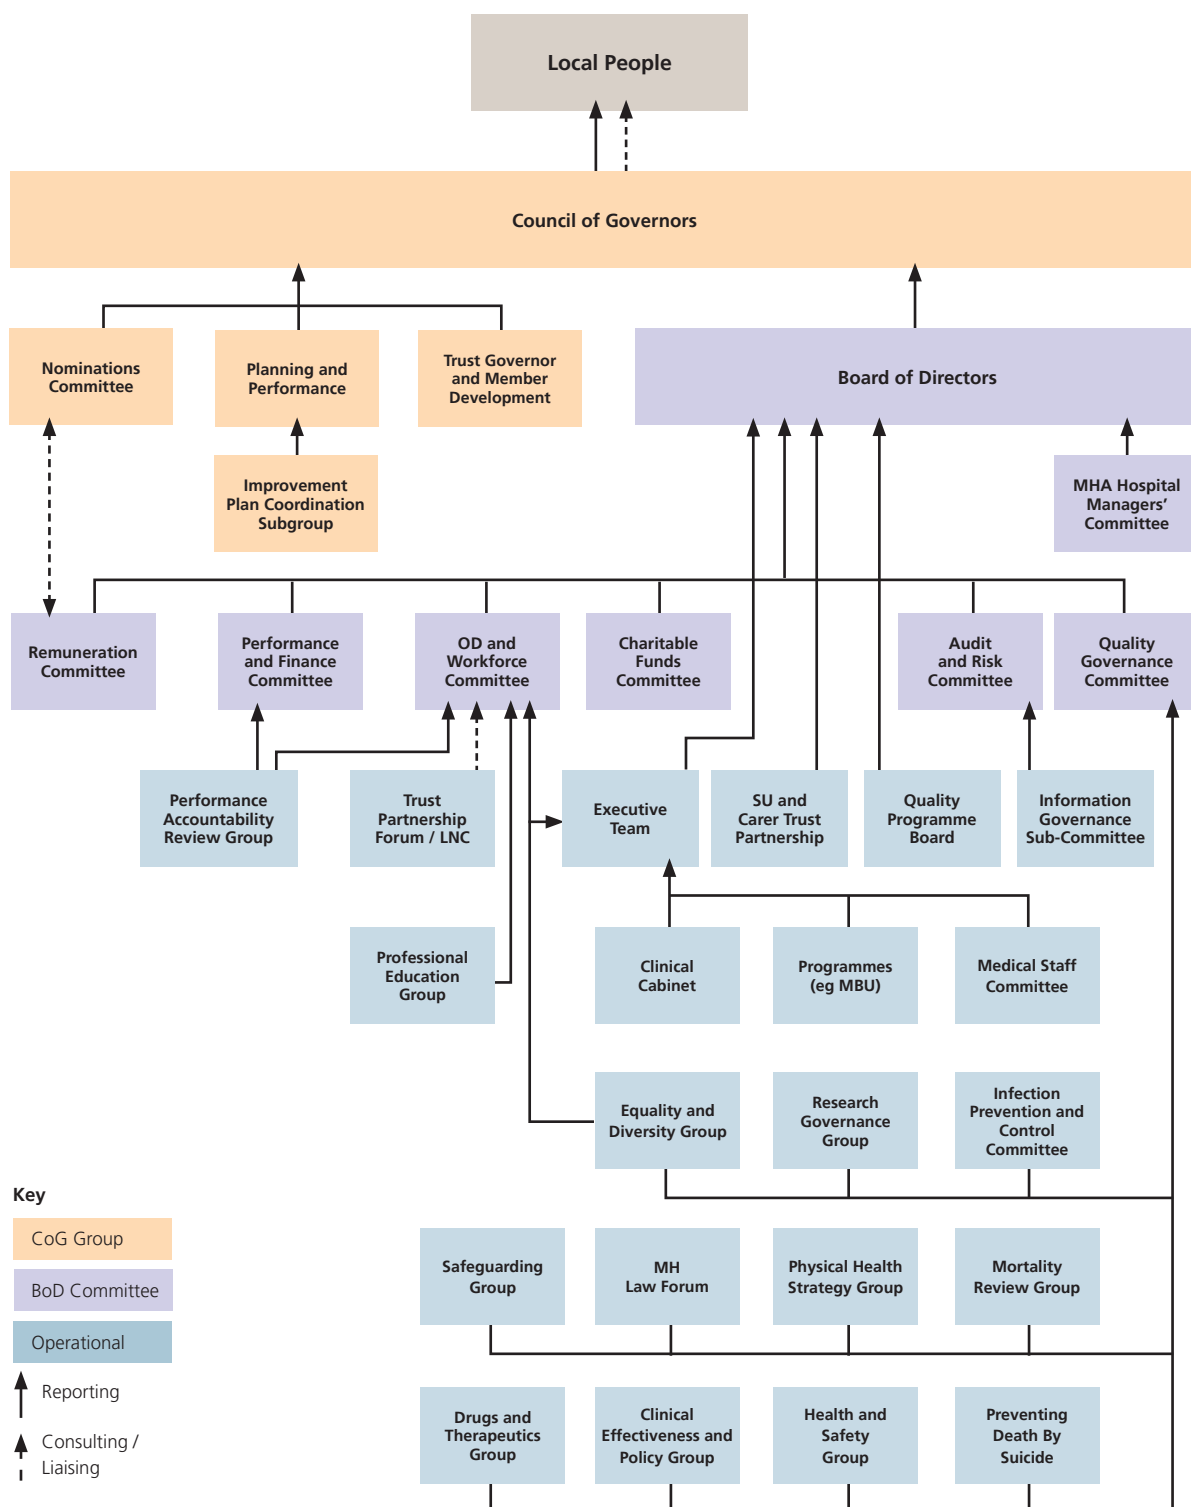 Local People
Council of Governors
Nominations
Committee
Planning and
Performance
Trust Governor
and Member
Development
Board of Directors
Improvement
Plan Coordination
Subgroup
MHA Hospital
Managers’
Committee
Remuneration
Committee
Performance
and Finance
Committee
OD and
Workforce
Committee
Charitable
Funds
Committee
Audit
and Risk
Committee
Quality
Governance
Committee
Performance
Accountability
Review Group
Trust
Partnership
Forum / LNC
Executive
Team
SU and
Carer Trust
Partnership
Quality
Programme
Board
Information
Governance
Sub-Committee
Professional
Education
Group
Clinical
Cabinet
Programmes
(eg MBU)
Medical Staff
Committee
Equality and
Diversity Group
Research
Governance
Group
Infection
Prevention and
Control
Committee
Key
CoG Group
BoD Committee
Operational
Reporting
Consulting /
Liaising
Safeguarding
Group
MH
Law Forum
Physical Health
Strategy Group
Mortality
Review Group
Drugs and
Therapeutics
Group
Clinical
Effectiveness and
Policy Group
Health and
Safety
Group
Preventing
Death By
Suicide